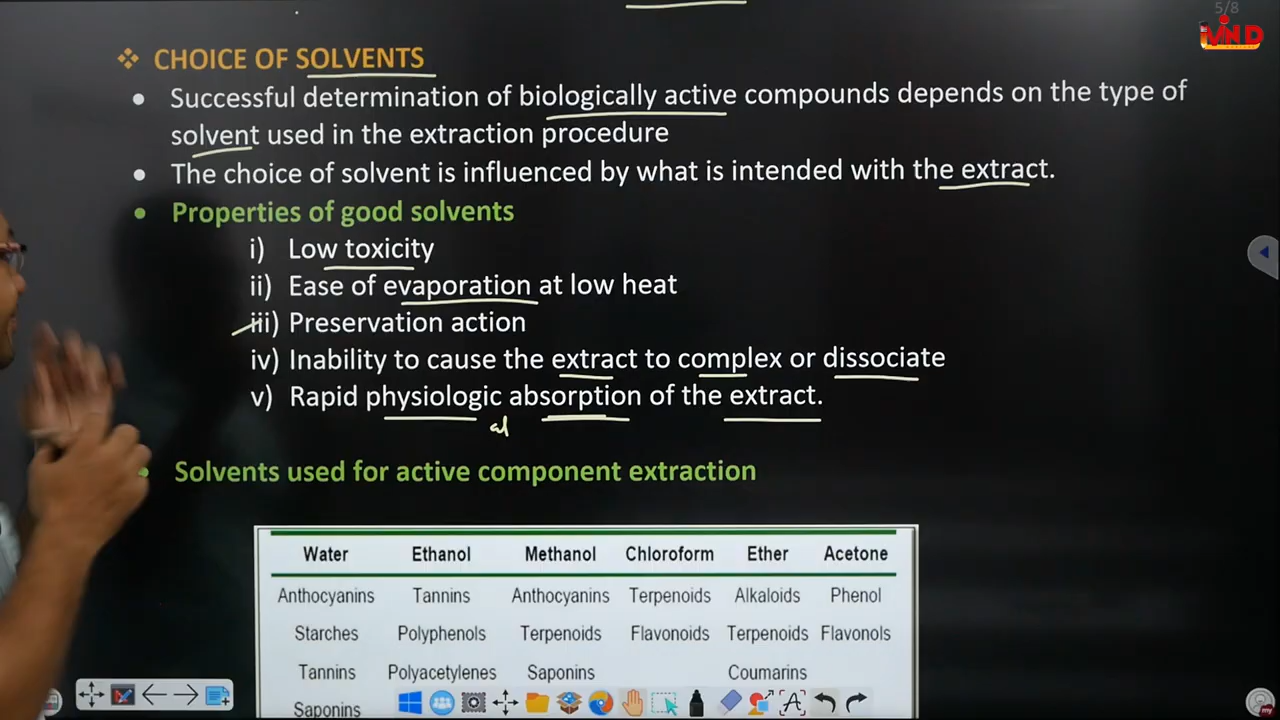 5/8
MIND
❖ CHOICE OF SOLVENTS
• Successful determination of biologically active compounds depends on the type of
solvent used in the extraction procedure
• The choice of solvent is influenced by what is intended with the extract.
• Properties of good solvents
i) Low toxicity
ii) Ease of evaporation at low heat
iii) Preservation action
iv) Inability to cause the extract to complex or dissociate
v) Rapid physiologic absorption of the extract.
al
• Solvents used for active component extraction
Water Ethanol Methanol Chloroform Ether Acetone
Anthocyanins Tannins Anthocyanins Terpenoids Alkaloids Phenol
Starches Polyphenols Terpenoids Flavonoids Terpenoids Flavonols
Tannins Polyacetylenes Saponins Coumarins
Saponins